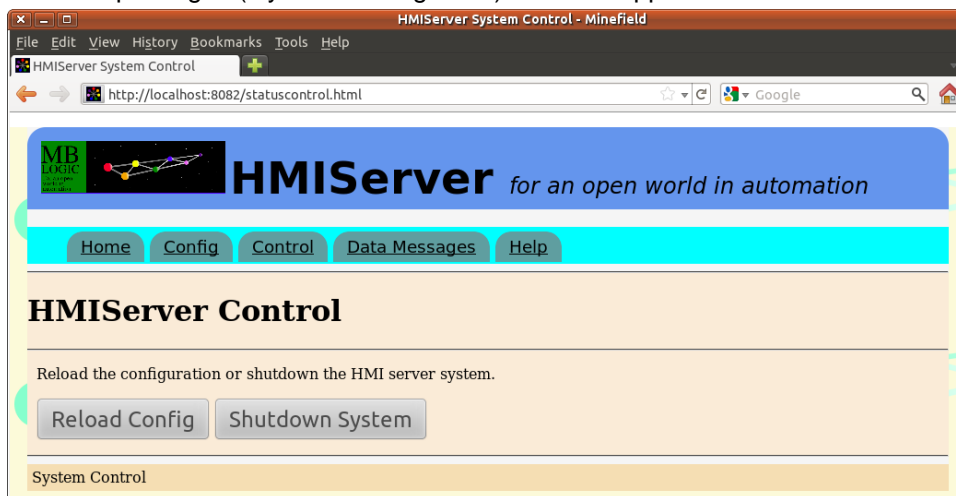 HMIServer System Control - Minefield
File Edit View History Bookmarks Tools Help
HMIServer System Control
http://localhost:8082/statuscontrol.html Google
MB
LOGIC
HMIServer for an open world in automation
Home Config Control Data Messages Help
HMIServer Control
Reload the configuration or shutdown the HMI server system.
Reload Config Shutdown System
System Control